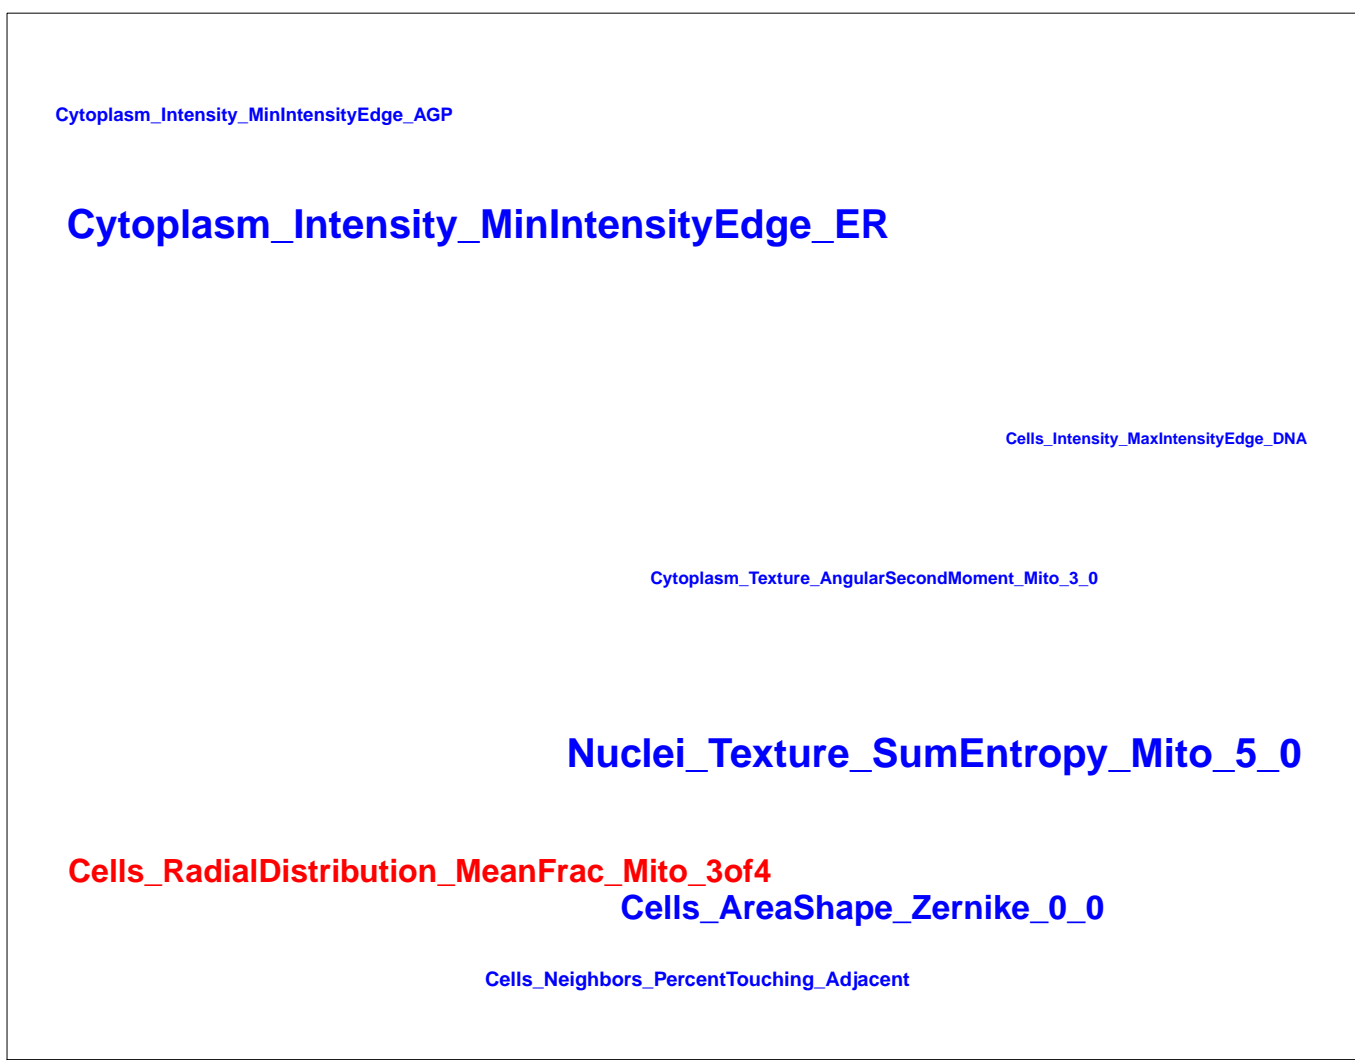 Cytoplasm_Intensity_MinIntensityEdge_AGP
Cytoplasm_Intensity_MinIntensityEdge_ER
Cells_Intensity_MaxIntensityEdge_DNA
Cytoplasm_Texture_AngularSecondMoment_Mito_3_0
Nuclei_Texture_SumEntropy_Mito_5_0
Cells_RadialDistribution_MeanFrac_Mito_3of4
Cells_AreaShape_Zernike_0_0
Cells_Neighbors_PercentTouching_Adjacent